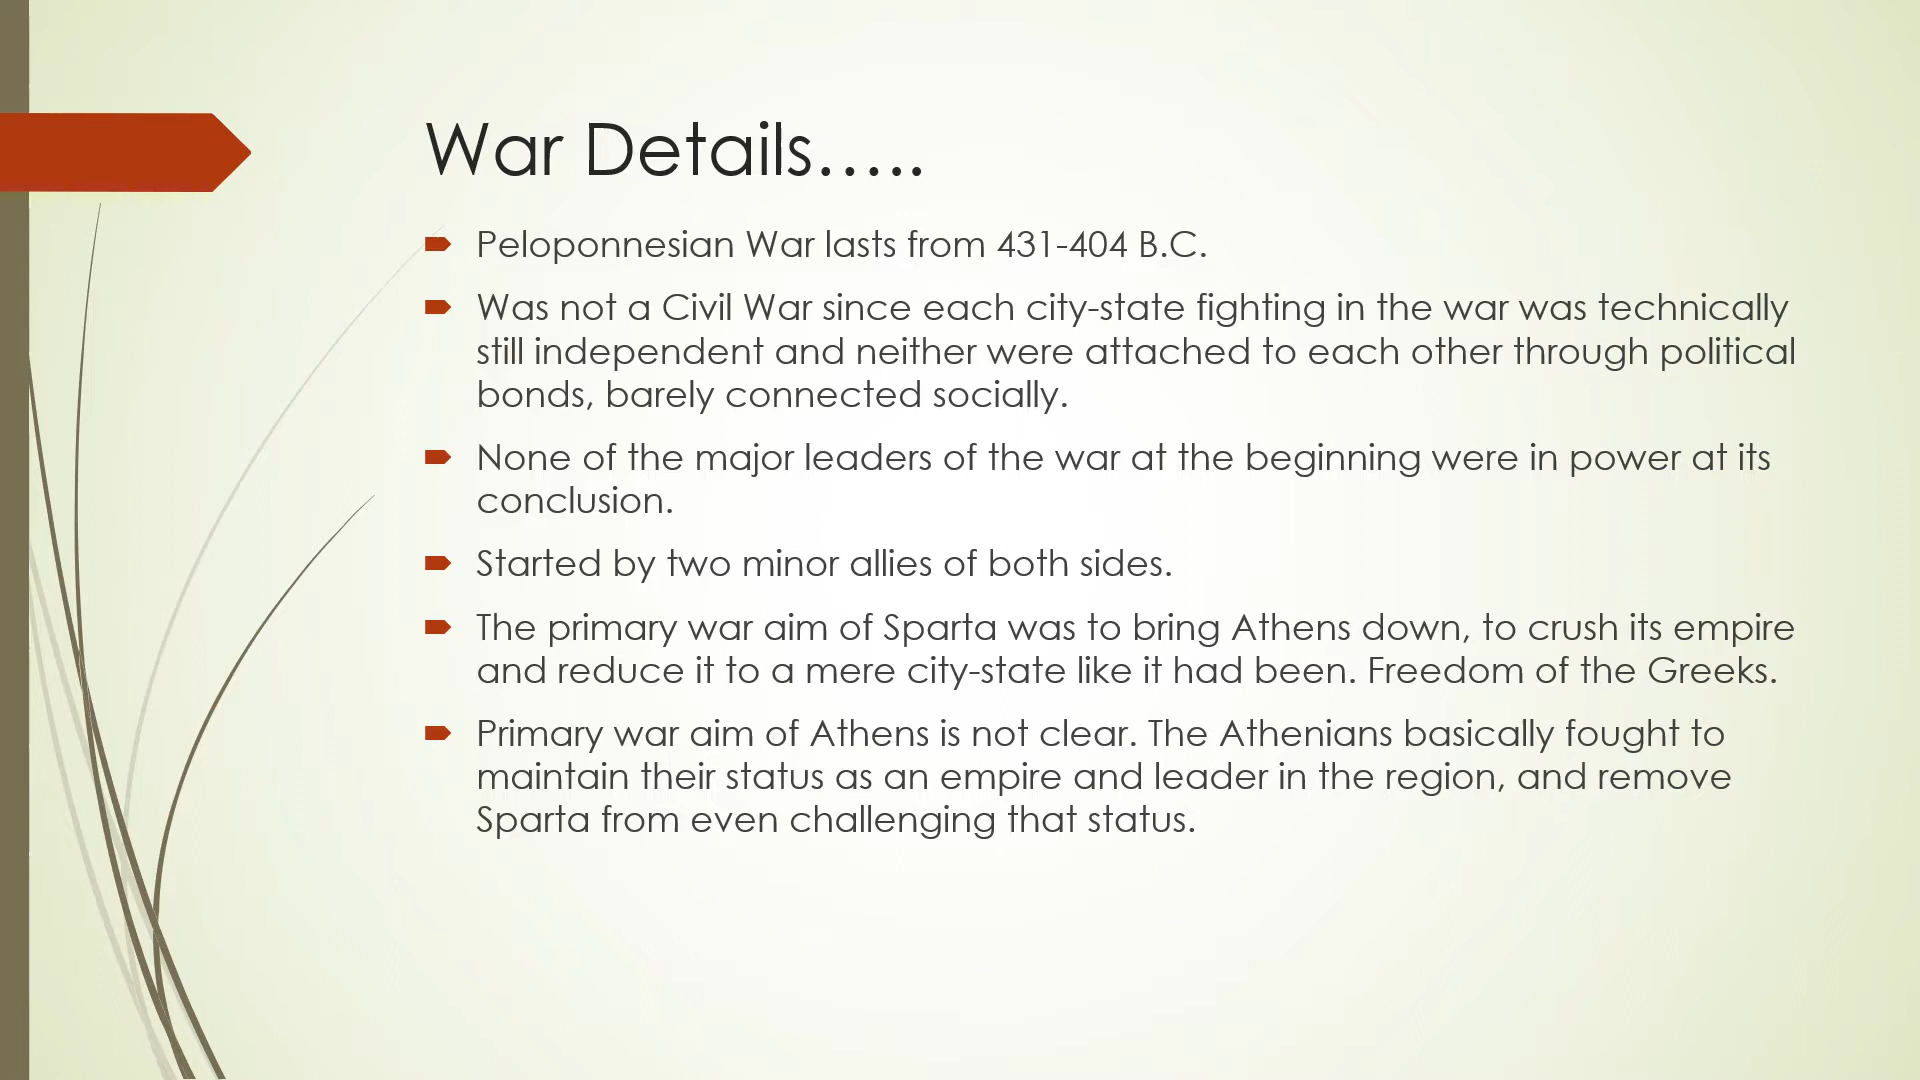 War Details…..
Peloponnesian War lasts from 431-404 B.C.
Was not a Civil War since each city-state fighting in the war was technically
still independent and neither were attached to each other through political
bonds, barely connected socially.
None of the major leaders of the war at the beginning were in power at its
conclusion.
Started by two minor allies of both sides.
The primary war aim of Sparta was to bring Athens down, to crush its empire
and reduce it to a mere city-state like it had been. Freedom of the Greeks.
Primary war aim of Athens is not clear. The Athenians basically fought to
maintain their status as an empire and leader in the region, and remove
Sparta from even challenging that status.